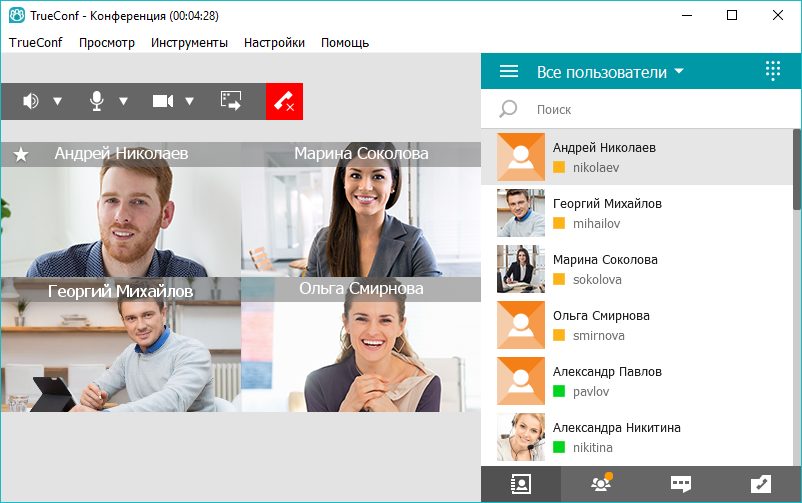 TrueConf - Конференция (00:04:28)
TrueConf Просмотр Инструменты Настройки Помощь
Все пользователи
Поиск
Андрей Николаев
Марина Соколова
Георгий Михайлов
Ольга Смирнова
Андрей Николаев
nikolaev
Георгий Михайлов
mihailov
Марина Соколова
sokolova
Ольга Смирнова
smirnova
Александр Павлов
pavlov
Александра Никитина
nikitina